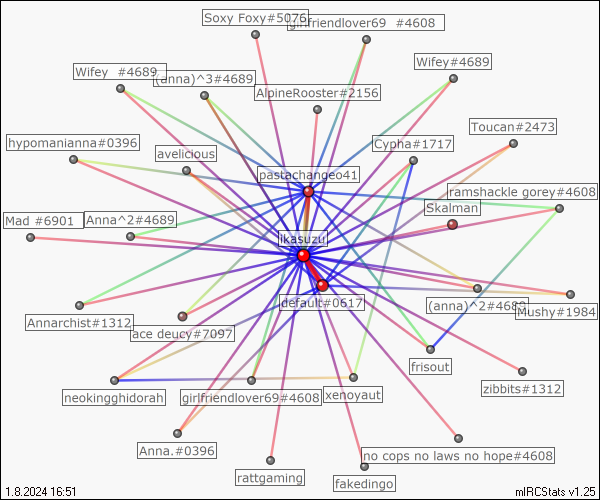 Soxy Foxy#5076
girlfriendlover69 #4608
Wifey #4689
(anna)^3#4689
Wifey#4689
AlpineRooster#2156
Toucan#2473
hypomanianna#0396
avelicious
Cypha#1717
pastachangeo41
ramshackle gorey#4608
Mad #6901
Anna^2#4689
Skalman
ikasuzu
default#0617
(anna)^2#4689
Mushy#1984
Annarchist#1312
ace deucy#7097
frisout
zibbits#1312
neokingghidorah
girlfriendlover69#4608
xenoyaut
Anna.#0396
no cops no laws no hope#4608
rattgaming
fakedingo
1.8.2024 16:51
mIRCStats v1.25